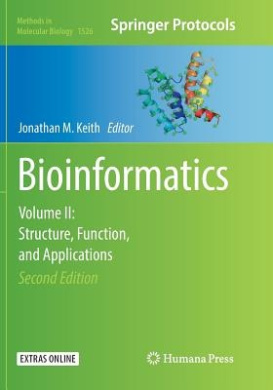 Methods in
Molecular Biology 1526
Springer Protocols
Jonathan M. Keith Editor
Bioinformatics
Volume II:
Structure, Function,
and Applications
Second Edition
EXTRAS ONLINE
Humana Press